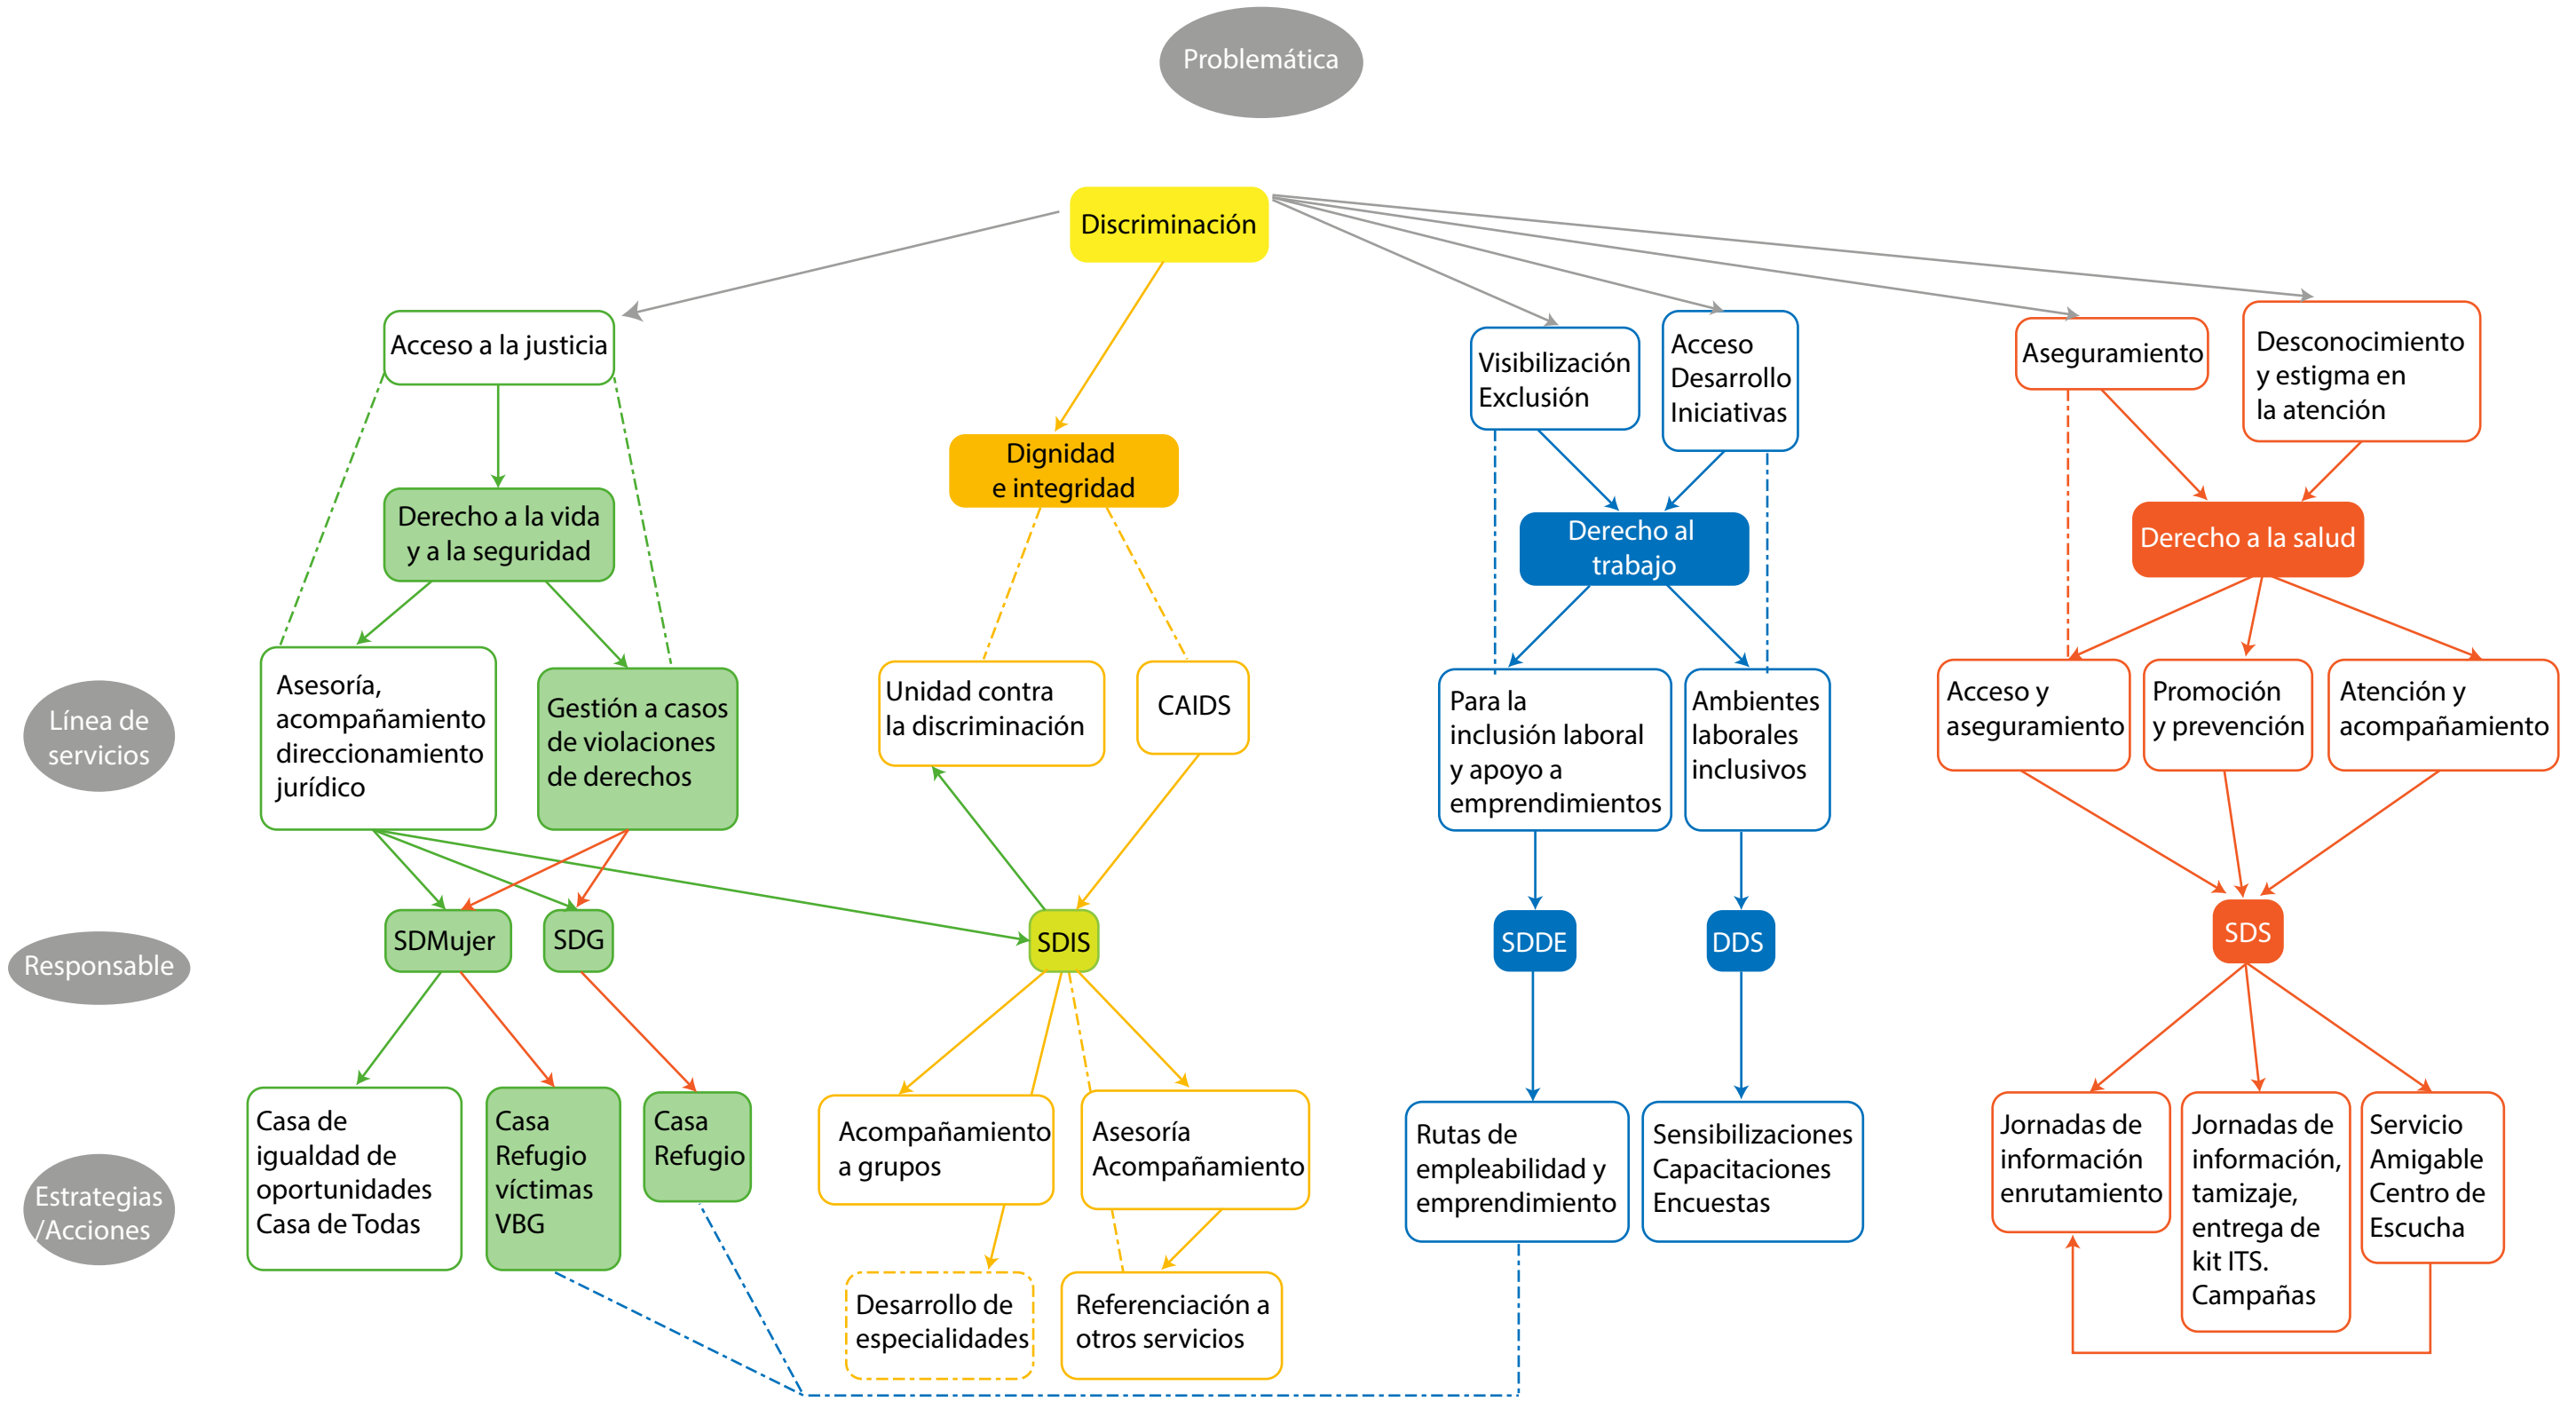 Problemática
Discriminación
Acceso a la justicia
Visibilización
Exclusión
Acceso
Desarrollo
Iniciativas
Aseguramiento
Desconocimiento
y estigma en
la atención
Dignidad
e integridad
Derecho a la vida
y a la seguridad
Derecho al
trabajo
Derecho a la salud
Línea de
servicios
Asesoría,
acompañamiento
direccionamiento
jurídico
Gestión a casos
de violaciones
de derechos
Unidad contra
la discriminación
CAIDS
Para la
inclusión laboral
y apoyo a
emprendimientos
Ambientes
laborales
inclusivos
Acceso y
aseguramiento
Promoción
y prevención
Atención y
acompañamiento
Responsable
SDMujer
SDG
SDIS
SDDE
DDS
SDS
Estrategias
/Acciones
Casa de
igualdad de
oportunidades
Casa de Todas
Casa
Refugio
víctimas
VBG
Casa
Refugio
Acompañamiento
a grupos
Asesoría
Acompañamiento
Rutas de
empleabilidad y
emprendimiento
Sensibilizaciones
Capacitaciones
Encuestas
Jornadas de
información
enrutamiento
Jornadas de
información,
tamizaje,
entrega de
kit ITS.
Campañas
Servicio
Amigable
Centro de
Escucha
Desarrollo de
especialidades
Referenciación a
otros servicios